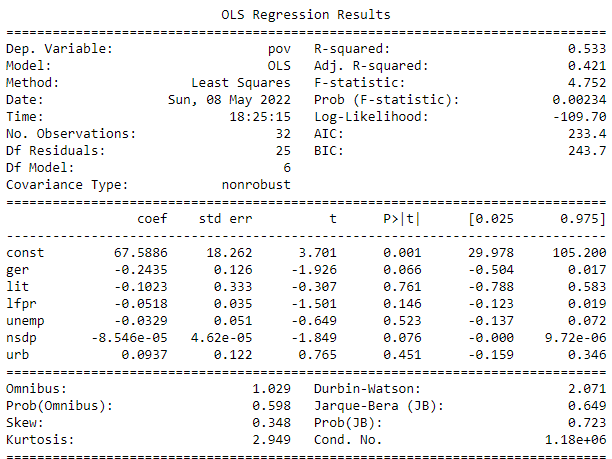 OLS Regression Results
==============================================================================
Dep. Variable:                    pov   R-squared:                       0.533
Model:                            OLS   Adj. R-squared:                  0.421
Method:                 Least Squares   F-statistic:                     4.752
Date:                Sun, 08 May 2022   Prob (F-statistic):            0.00234
Time:                        18:25:15   Log-Likelihood:                -109.70
No. Observations:                  32   AIC:                             233.4
Df Residuals:                      25   BIC:                             243.7
Df Model:                           6
Covariance Type:            nonrobust
==============================================================================
                 coef    std err          t      P>|t|      [0.025      0.975]
------------------------------------------------------------------------------
const         67.5886     18.262      3.701      0.001      29.978     105.200
ger           -0.2435      0.126     -1.926      0.066      -0.504       0.017
lit           -0.1023      0.333     -0.307      0.761      -0.788       0.583
lfpr          -0.0518      0.035     -1.501      0.146      -0.123       0.019
unemp         -0.0329      0.051     -0.649      0.523      -0.137       0.072
nsdp       -8.546e-05   4.62e-05     -1.849      0.076      -0.000    9.72e-06
urb            0.0937      0.122      0.765      0.451      -0.159       0.346
==============================================================================
Omnibus:                        1.029   Durbin-Watson:                   2.071
Prob(Omnibus):                  0.598   Jarque-Bera (JB):                0.649
Skew:                           0.348   Prob(JB):                        0.723
Kurtosis:                       2.949   Cond. No.                     1.18e+06
==============================================================================